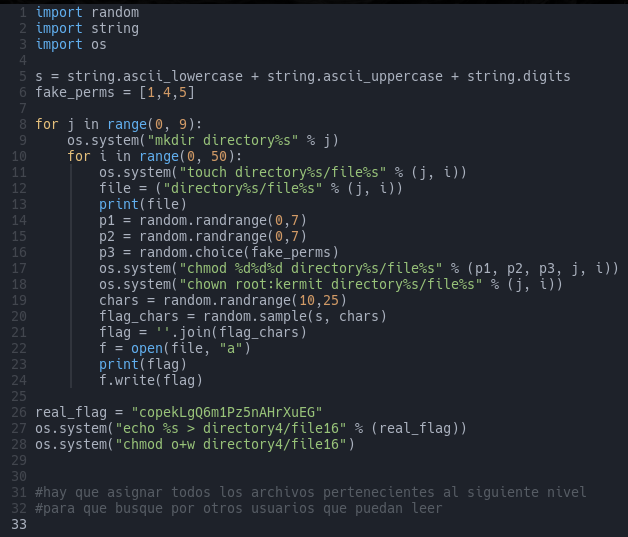 1 import random
2 import string
3 import os
4
5 s = string.ascii_lowercase + string.ascii_uppercase + string.digits
6 fake_perms = [1,4,5]
7
8 for j in range(0, 9):
9     os.system("mkdir directory%s" % j)
10     for i in range(0, 50):
11         os.system("touch directory%s/file%s" % (j, i))
12         file = ("directory%s/file%s" % (j, i))
13         print(file)
14         p1 = random.randrange(0,7)
15         p2 = random.randrange(0,7)
16         p3 = random.choice(fake_perms)
17         os.system("chmod %d%d%d directory%s/file%s" % (p1, p2, p3, j, i))
18         os.system("chown root:kermit directory%s/file%s" % (j, i))
19         chars = random.randrange(10,25)
20         flag_chars = random.sample(s, chars)
21         flag = ''.join(flag_chars)
22         f = open(file, "a")
23         print(flag)
24         f.write(flag)
25
26 real_flag = "copekLgQ6m1Pz5nAHrXuEG"
27 os.system("echo %s > directory4/file16" % (real_flag))
28 os.system("chmod o+w directory4/file16")
29
30
31 #hay que asignar todos los archivos pertenecientes al siguiente nivel
32 #para que busque por otros usuarios que puedan leer
33